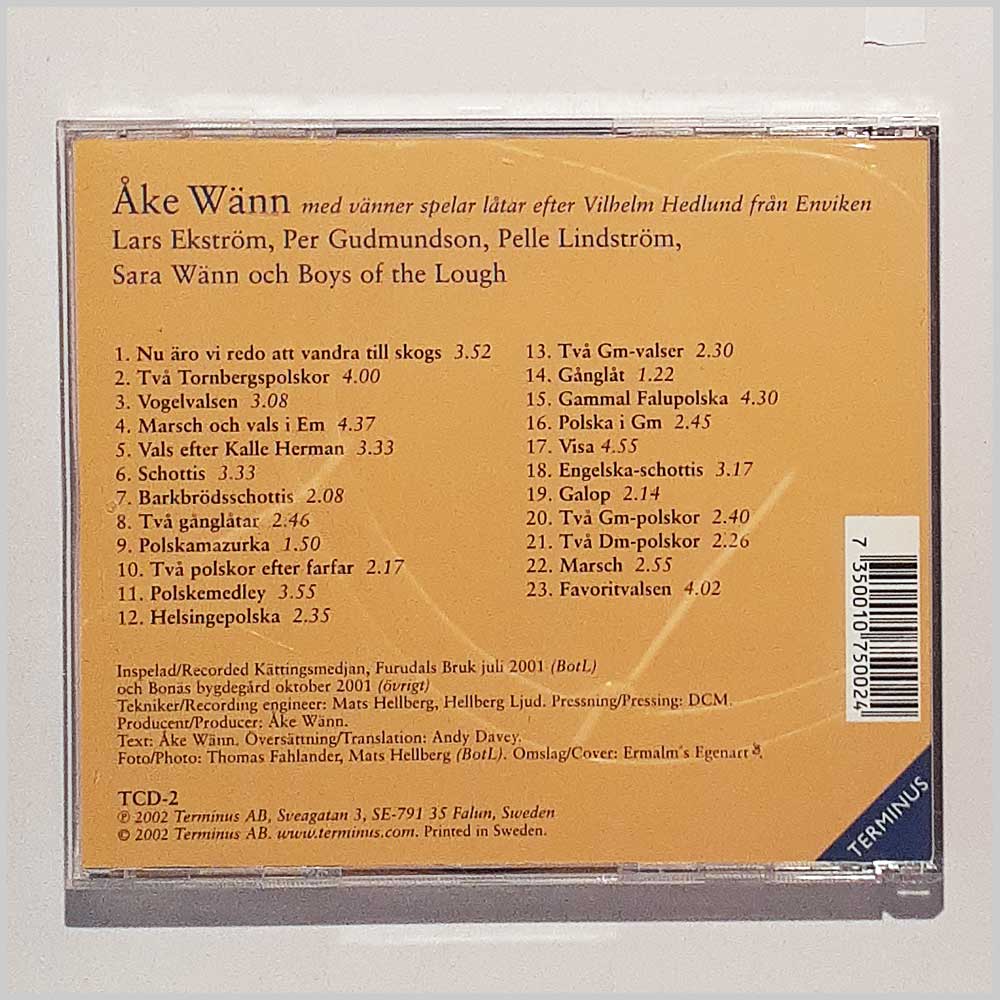 Åke Wänn med vänner spelar låtar efter Vilhelm Hedlund från Enviken
Lars Ekström, Per Gudmundson, Pelle Lindström,
Sara Wänn och Boys of the Lough
1. Nu äro vi redo att vandra till skogs 3.52
2. Två Tornbergspolskor 4.00
3. Vogelvalsen 3.08
4. Marsch och vals i Em 4.37
5. Vals efter Kalle Herman 3.33
6. Schottis 3.33
7. Barkbrödsschottis 2.08
8. Två gånglåtar 2.46
9. Polskamazurka 1.50
10. Två polskor efter farfar 2.17
11. Polskemedley 3.55
12. Helsingepolska 2.35
13. Två Gm-valser 2.30
14. Gånglåt 1.22
15. Gammal Falupolska 4.30
16. Polska i Gm 2.45
17. Visa 4.55
18. Engelska-schottis 3.17
19. Galop 2.14
20. Två Gm-polskor 2.40
21. Två Dm-polskor 2.26
22. Marsch 2.55
23. Favoritvalsen 4.02
Inspelad/Recorded Kättingsmedjan, Furudals Bruk juli 2001 (BotL)
och Bonäs bygdegård oktober 2001 (övrigt)
Tekniker/Recording engineer: Mats Hellberg, Hellberg Ljud. Pressning/Pressing: DCM.
Producent/Producer: Åke Wänn.
Text: Åke Wänn. Översättning/Translation: Andy Davey.
Foto/Photo: Thomas Fahlander, Mats Hellberg (BotL). Omslag/Cover: Ermalm's Egenart.
TCD-2
℗ 2002 Terminus AB, Sveagatan 3, SE-791 35 Falun, Sweden
© 2002 Terminus AB. www.terminus.com. Printed in Sweden.
7 350010 750024
TERMINUS